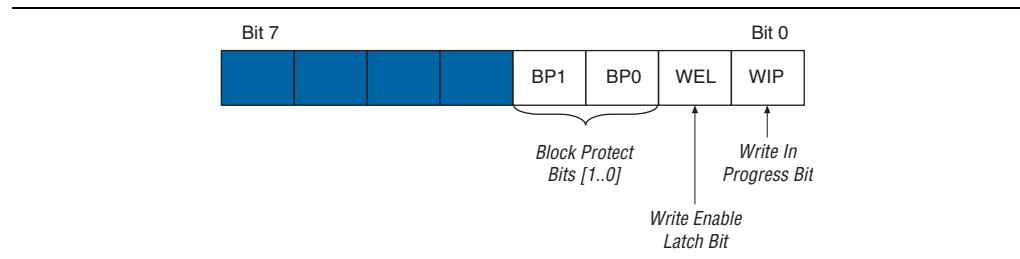 Bit 7 Bit 0
BP1 BP0 WEL WIP
Block Protect
Bits [1..0]
Write In
Progress Bit
Write Enable
Latch Bit